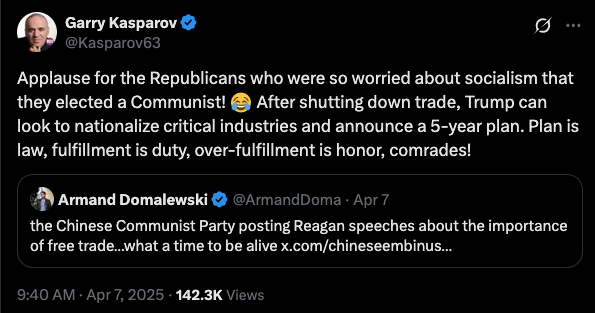 Garry Kasparov
@Kasparov63
Applause for the Republicans who were so worried about socialism that
they elected a Communist! 😂 After shutting down trade, Trump can
look to nationalize critical industries and announce a 5-year plan. Plan is
law, fulfillment is duty, over-fulfillment is honor, comrades!
Armand Domalewski @ArmandDoma · Apr 7
the Chinese Communist Party posting Reagan speeches about the importance
of free trade...what a time to be alive x.com/chineseembinus...
9:40 AM · Apr 7, 2025 · 142.3K Views